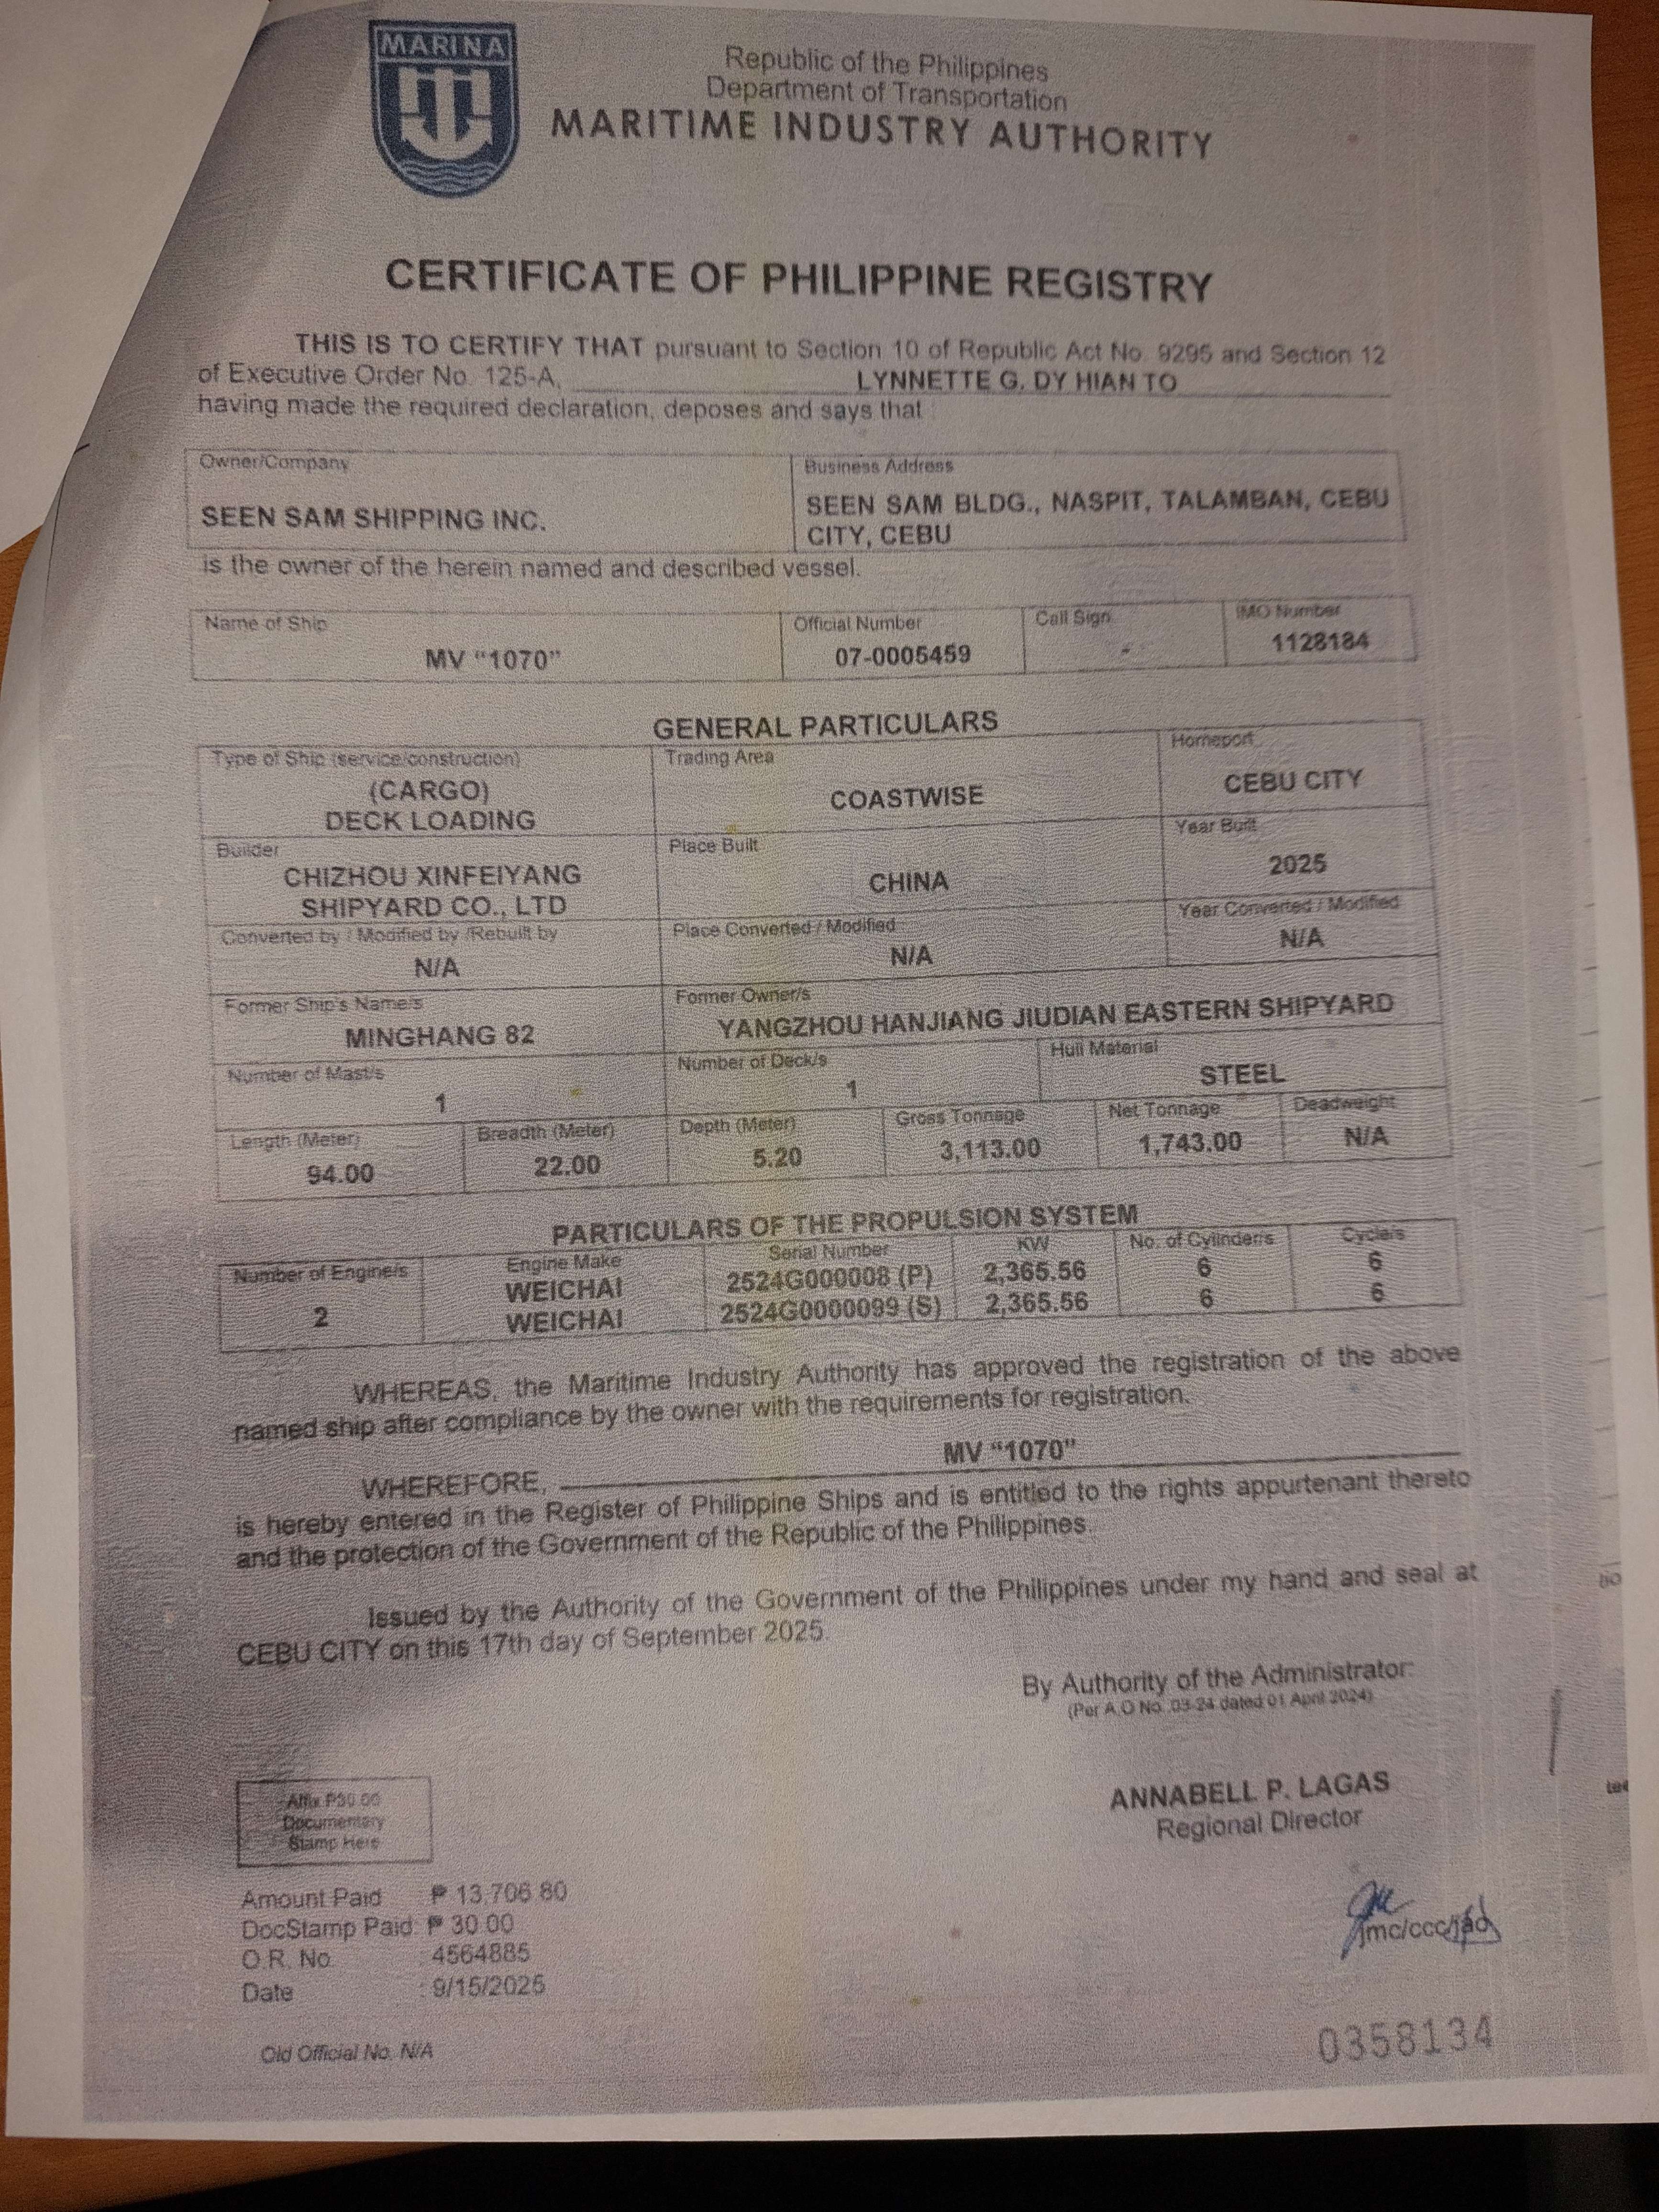 MARINA
Republic of the Philippines
Department of Transportation
MARITIME INDUSTRY AUTHORITY
CERTIFICATE OF PHILIPPINE REGISTRY
THIS IS TO CERTIFY THAT pursuant to Section 10 of Republic Act No. 9295 and Section 12
of Executive Order No. 125-A, LYNNETTE G. DY HIAN TO
having made the required declaration, deposes and says that :
Owner/Company Business Address
SEEN SAM SHIPPING INC. SEEN SAM BLDG., NASPIT, TALAMBAN, CEBU
CITY, CEBU
is the owner of the herein named and described vessel.
Name of Ship Official Number Call Sign IMO Number
MV "1070" 07-0005459 - 1128184
GENERAL PARTICULARS
Type of Ship (service/construction) Trading Area Homeport
(CARGO)
DECK LOADING COASTWISE CEBU CITY
Builder Place Built Year Built
CHIZHOU XINFEIYANG
SHIPYARD CO., LTD CHINA 2025
Converted by / Modified by /Rebuilt by Place Converted / Modified Year Converted / Modified
N/A N/A N/A
Former Ship's Name/s Former Owner/s
MINGHANG 82 YANGZHOU HANJIANG JIUDIAN EASTERN SHIPYARD
Number of Mast/s Number of Deck/s Hull Material
1 1 STEEL
Length (Meter) Breadth (Meter) Depth (Meter) Gross Tonnage Net Tonnage Deadweight
94.00 22.00 5.20 3,113.00 1,743.00 N/A
PARTICULARS OF THE PROPULSION SYSTEM
Number of Engine/s Engine Make Serial Number KW No. of Cylinder/s Cycle/s
WEICHAI 2524G000008 (P) 2,365.56 6 6
2 WEICHAI 2524G0000099 (S) 2,365.56 6 6
WHEREAS, the Maritime Industry Authority has approved the registration of the above
named ship after compliance by the owner with the requirements for registration.
MV "1070"
WHEREFORE,
is hereby entered in the Register of Philippine Ships and is entitled to the rights appurtenant thereto
and the protection of the Government of the Republic of the Philippines.
Issued by the Authority of the Government of the Philippines under my hand and seal at
CEBU CITY on this 17th day of September 2025.
By Authority of the Administrator:
(Per A.O No. 03-24 dated 01 April 2024)
ANNABELL P. LAGAS
Regional Director
Affix P30.00
Documentary
Stamp Here
Amount Paid : ₱ 13,706.80
DocStamp Paid: ₱ 30.00
O.R. No. : 4564885
Date : 9/15/2025
jmc/ccc/jad
Old Official No. N/A
0358134